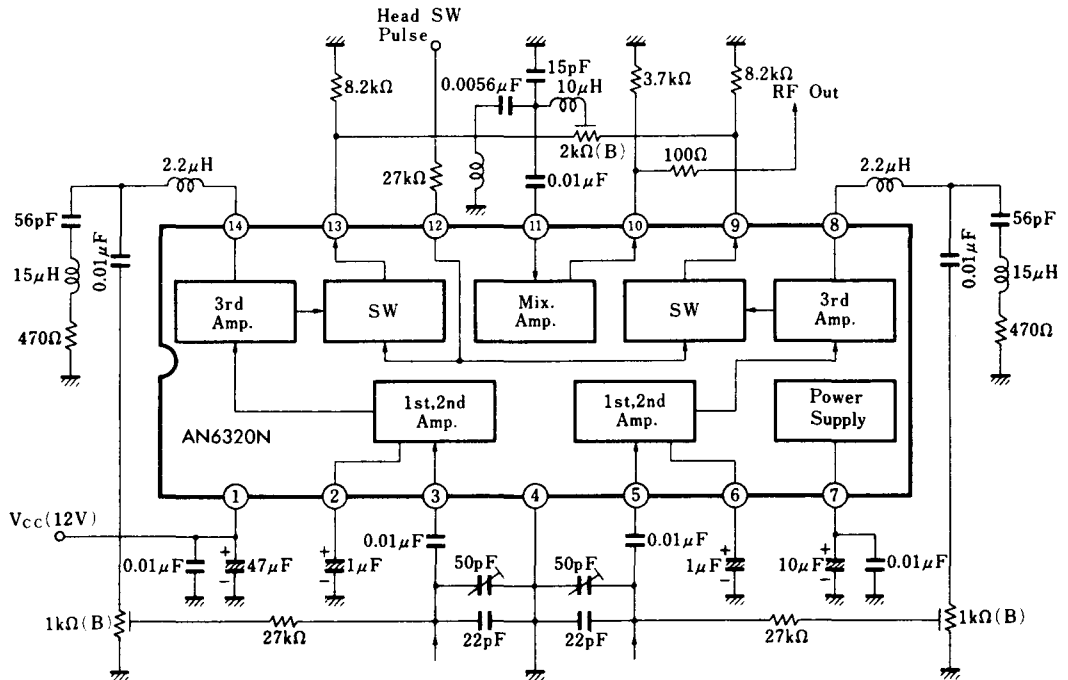 Head SW
Pulse
8.2kΩ
0.0056μF
15pF
10μH
3.7kΩ
8.2kΩ
RF Out
2kΩ(B)
100Ω
2.2μH
27kΩ
0.01μF
2.2μH
56pF
0.01μF
15μH
470Ω
14
13
12
11
10
9
8
56pF
0.01μF
15μH
470Ω
3rd
Amp.
SW
Mix.
Amp.
SW
3rd
Amp.
1st,2nd
Amp.
1st,2nd
Amp.
Power
Supply
AN6320N
1
2
3
4
5
6
7
VCC(12V)
0.01μF
+
-
47μF
+
-
1μF
0.01μF
50pF
50pF
0.01μF
1μF
+
-
10μF
+
-
0.01μF
1kΩ(B)
27kΩ
22pF
22pF
27kΩ
1kΩ(B)